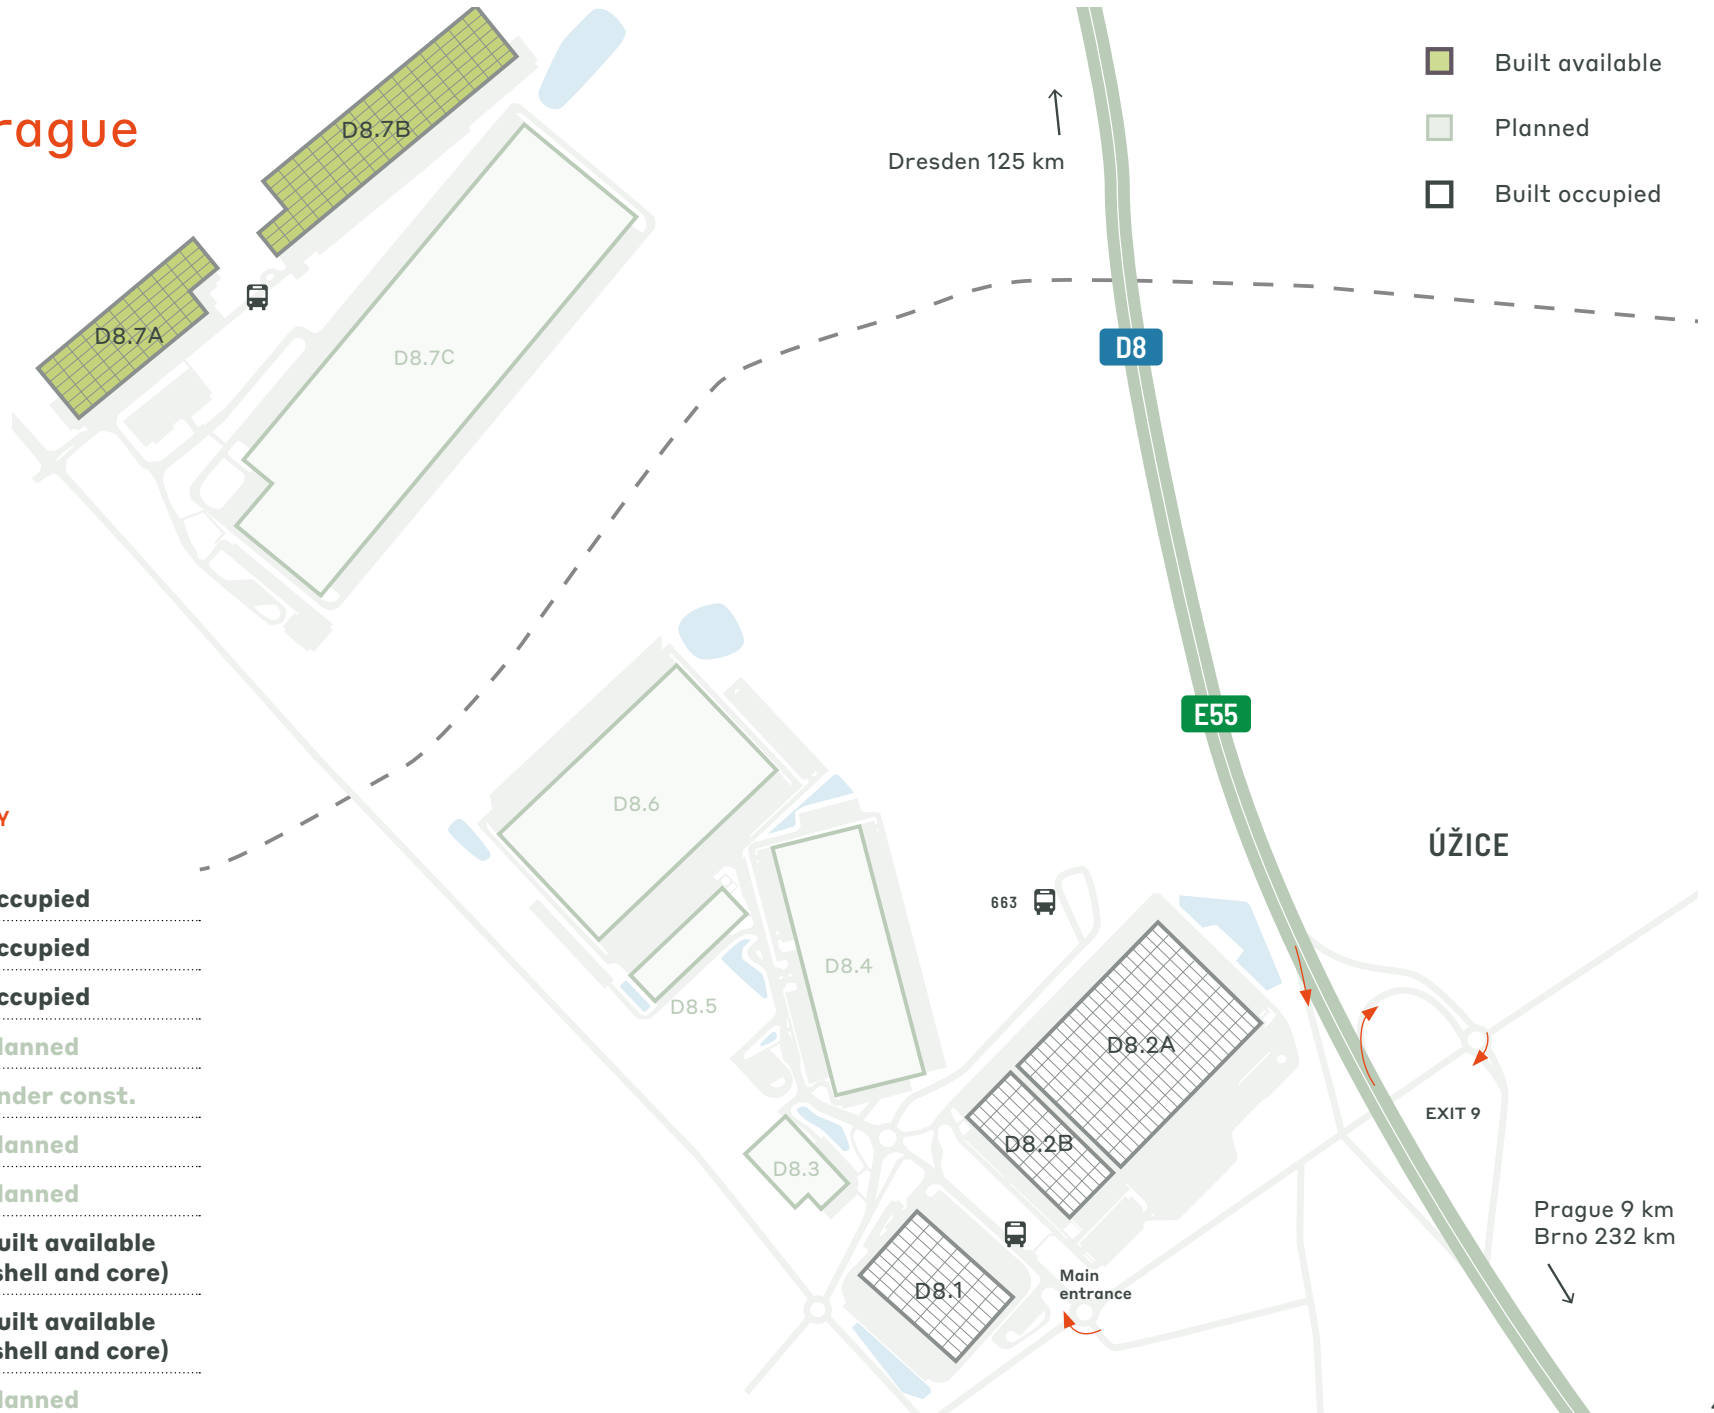 rague
Built available
Planned
Built occupied
Dresden 125 km
D8.7B
D8.7A
D8.7C
D8
E55
ÚŽICE
D8.6
D8.5
D8.4
D8.3
663
D8.2A
D8.2B
D8.1
EXIT 9
Main
entrance
Prague 9 km
Brno 232 km
Y
ccupied
ccupied
ccupied
lanned
nder const.
lanned
lanned
uilt available
shell and core)
uilt available
shell and core)
lanned